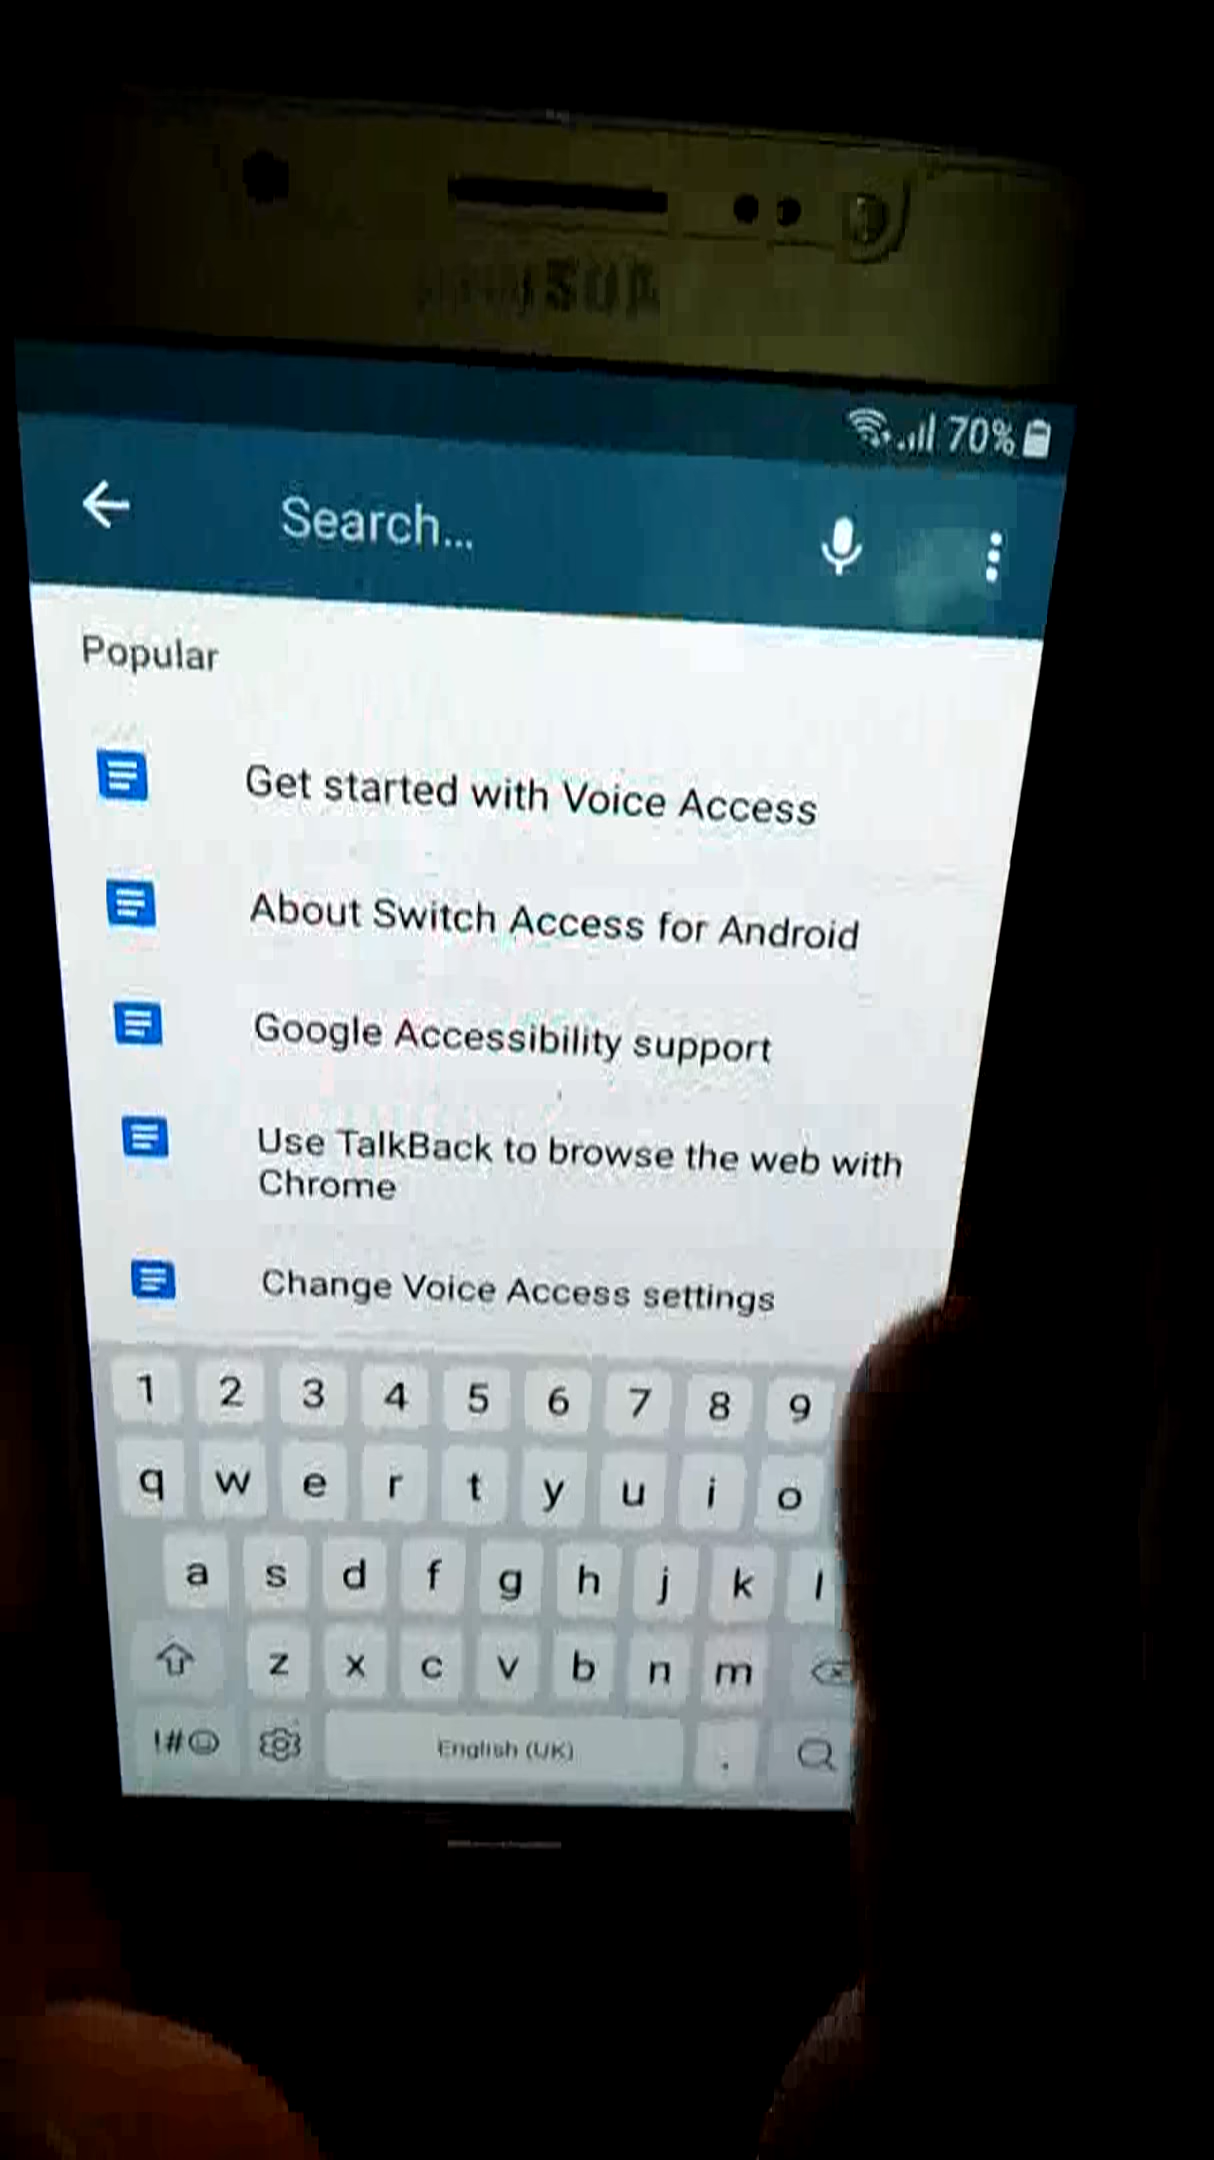 70%
Search...
Popular
Get started with Voice Access
About Switch Access for Android
Google Accessibility support
Use TalkBack to browse the web with
Chrome
Change Voice Access settings
1 2 3 4 5 6 7 8 9
q w e r t y u i o
a s d f g h j k l
z x c v b n m
!#☺ English (UK) .